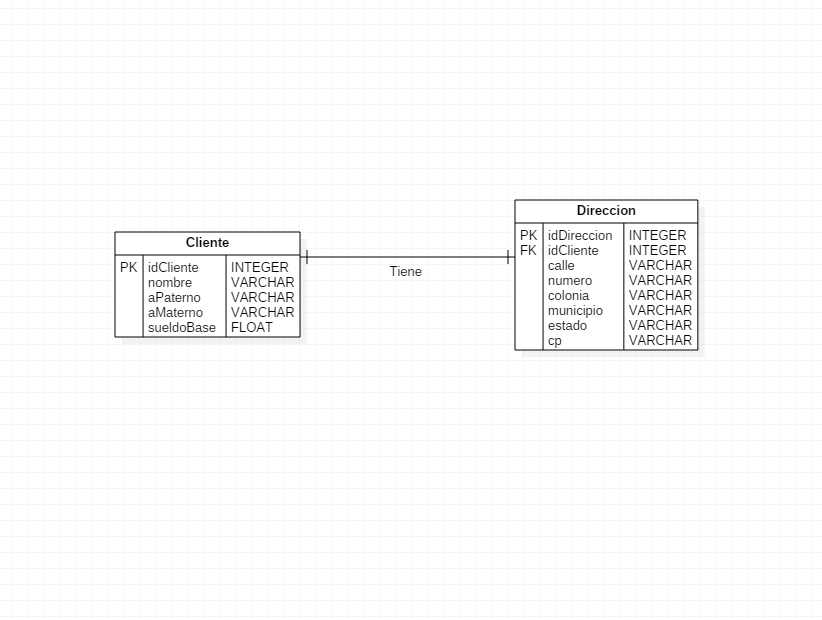 Cliente
PK idCliente INTEGER
nombre VARCHAR
aPaterno VARCHAR
aMaterno VARCHAR
sueldoBase FLOAT
Tiene
Direccion
PK idDireccion INTEGER
FK idCliente INTEGER
calle VARCHAR
numero VARCHAR
colonia VARCHAR
municipio VARCHAR
estado VARCHAR
cp VARCHAR